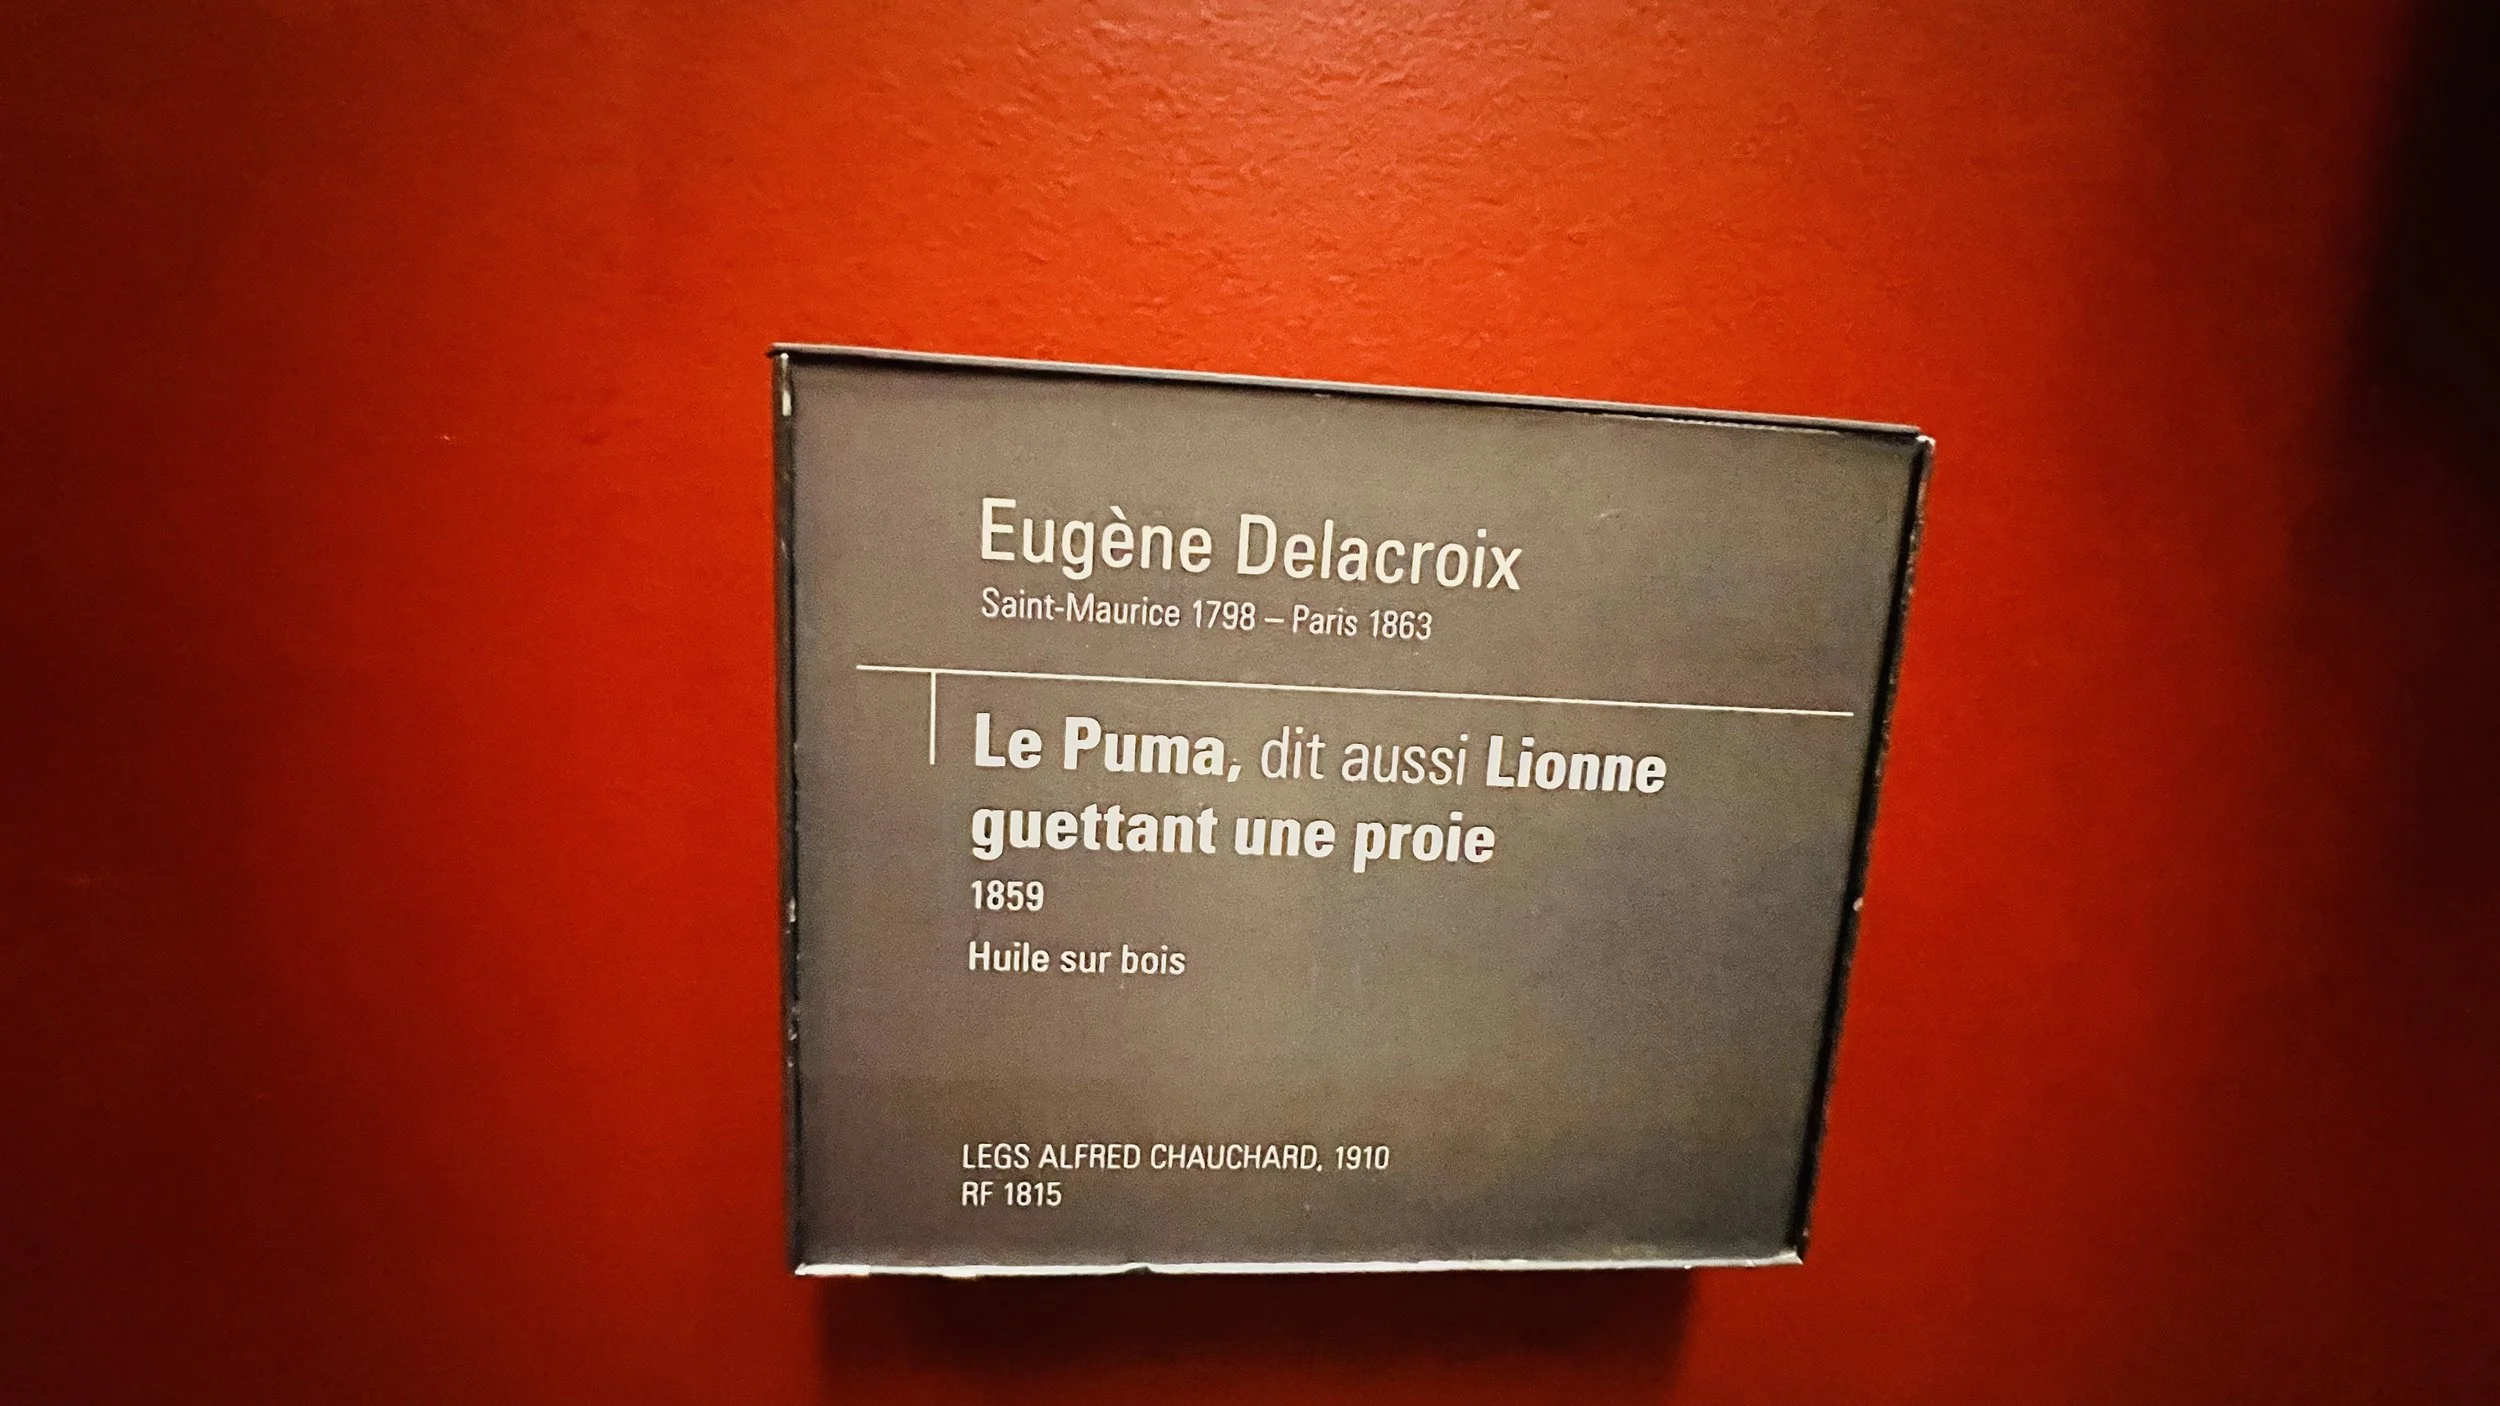 Eugène Delacroix
Saint-Maurice 1798 – Paris 1863
Le Puma, dit aussi Lionne
guettant une proie
1859
Huile sur bois
LEGS ALFRED CHAUCHARD, 1910
RF 1815